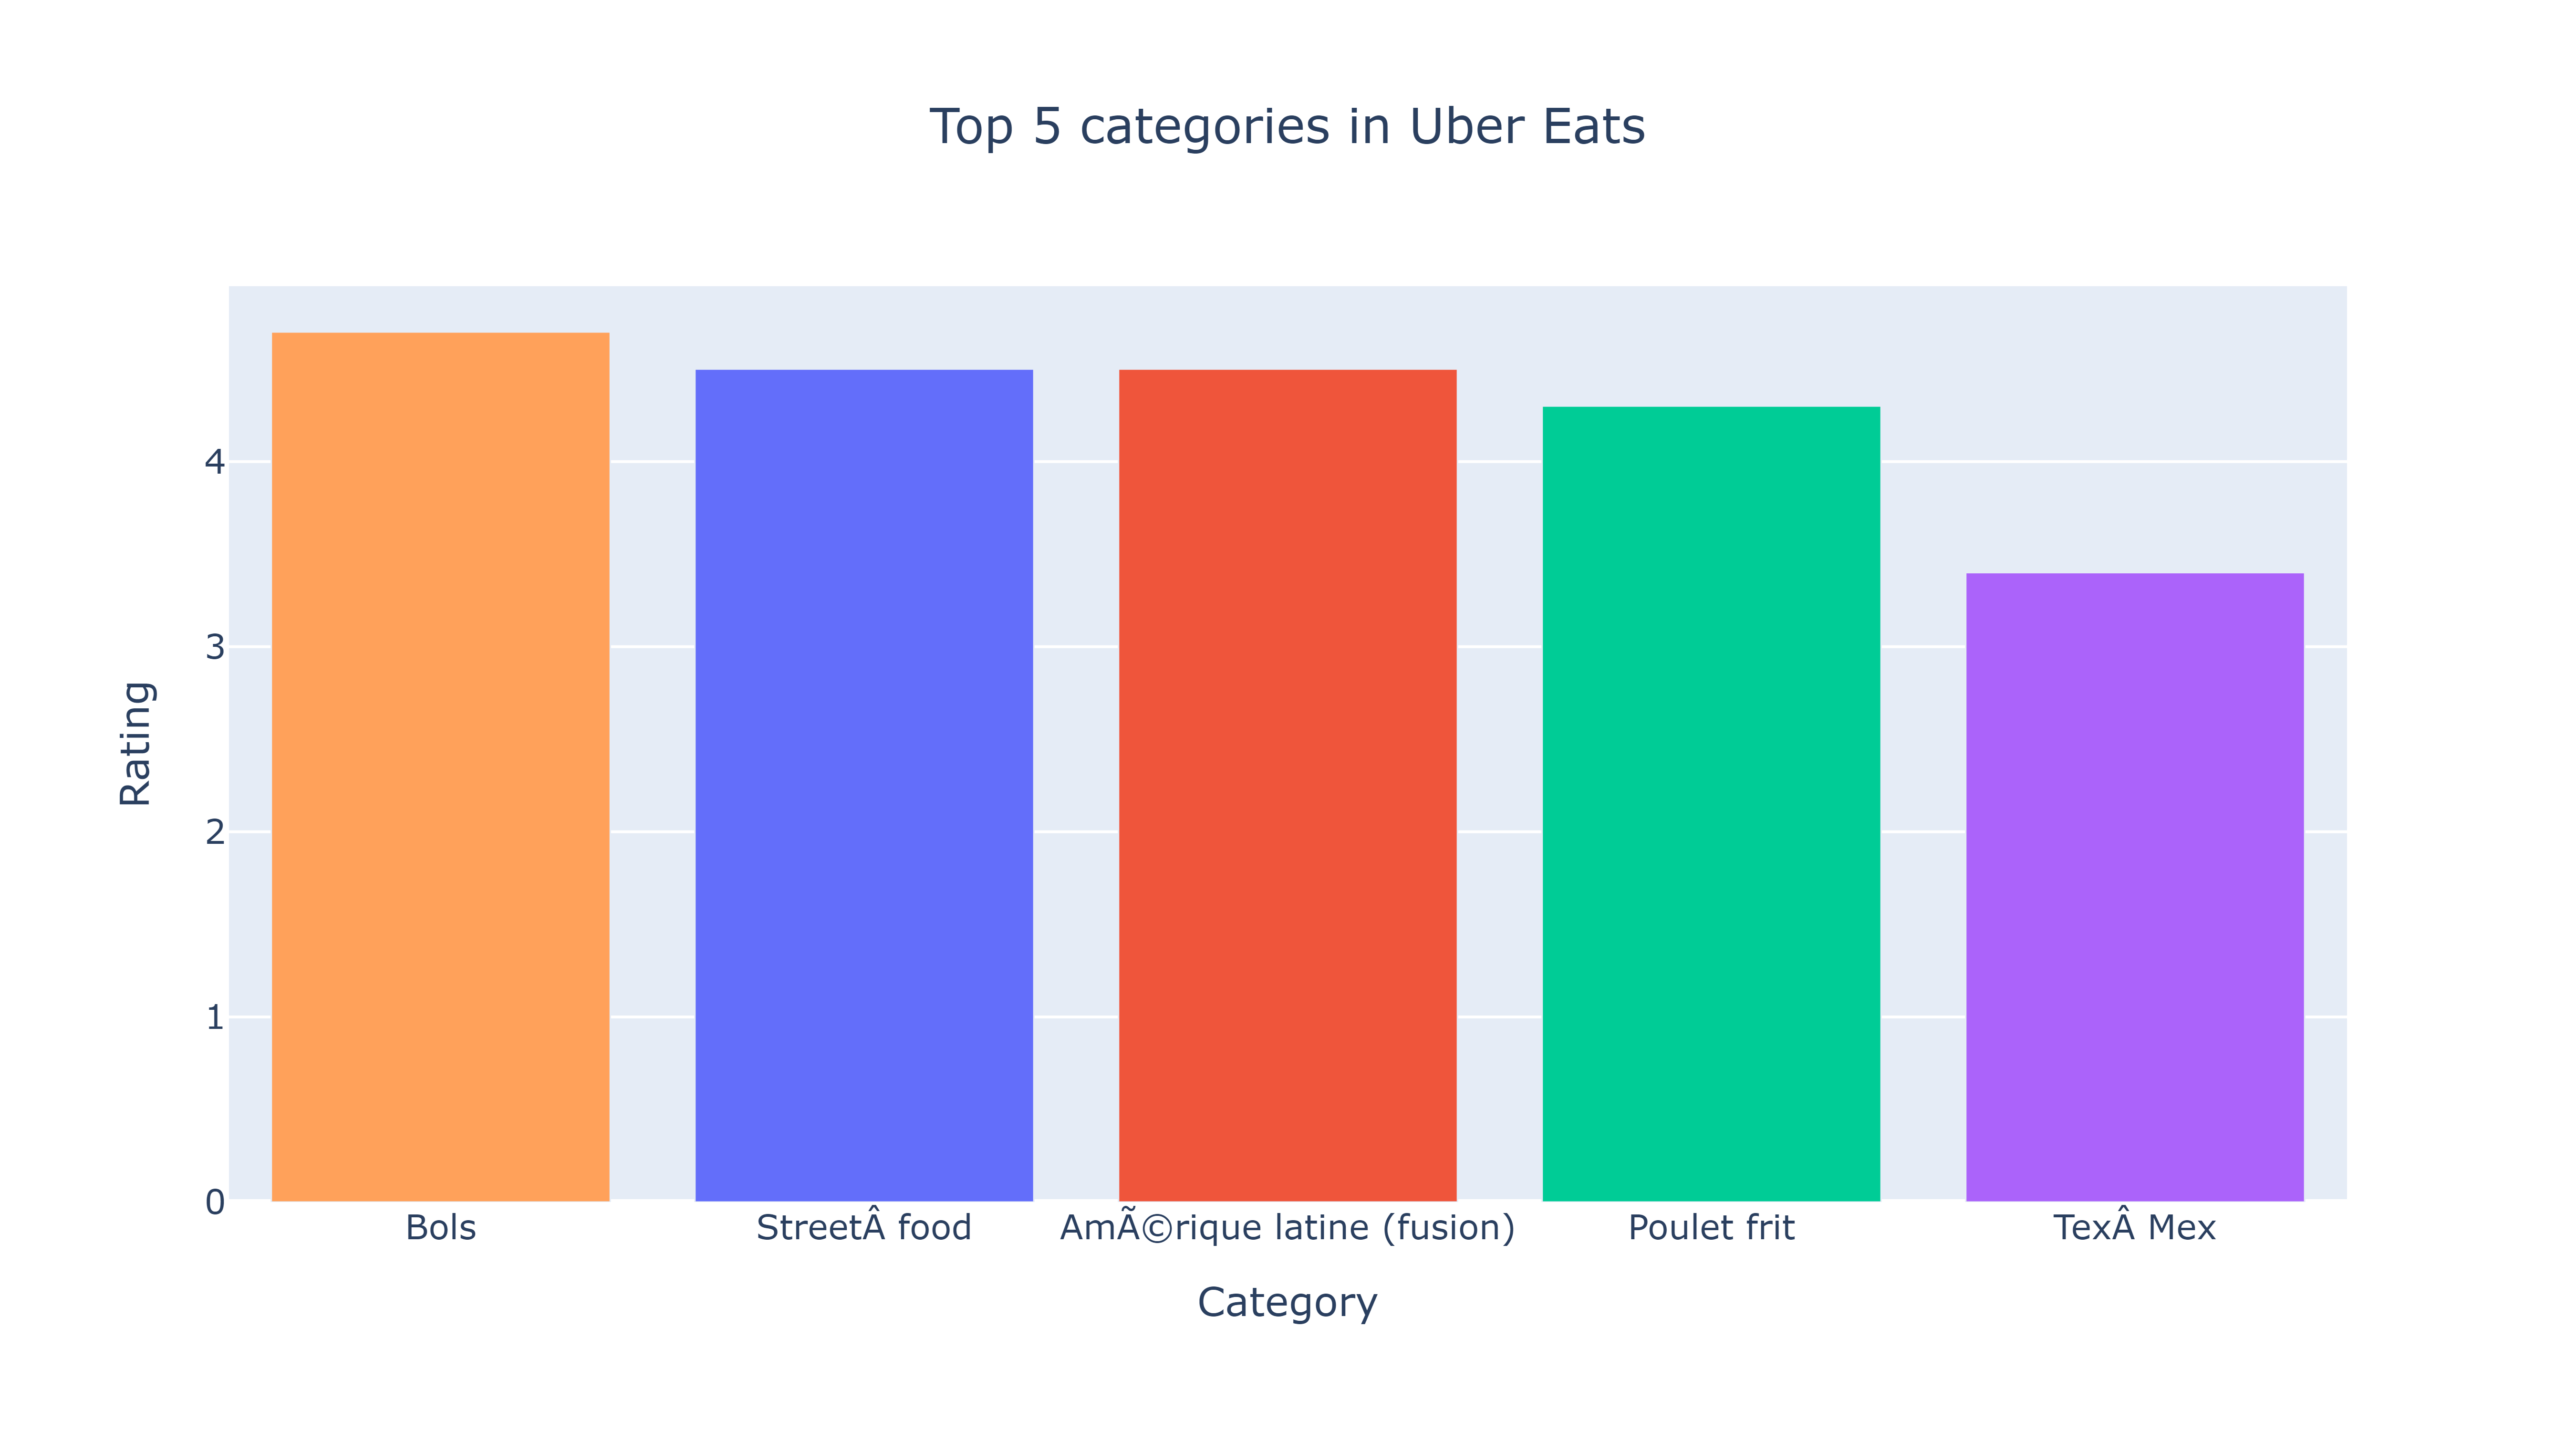 Top 5 categories in Uber Eats
Rating
4
3
2
1
0
Bols StreetÂ food AmÃ©rique latine (fusion) Poulet frit TexÂ Mex
Category